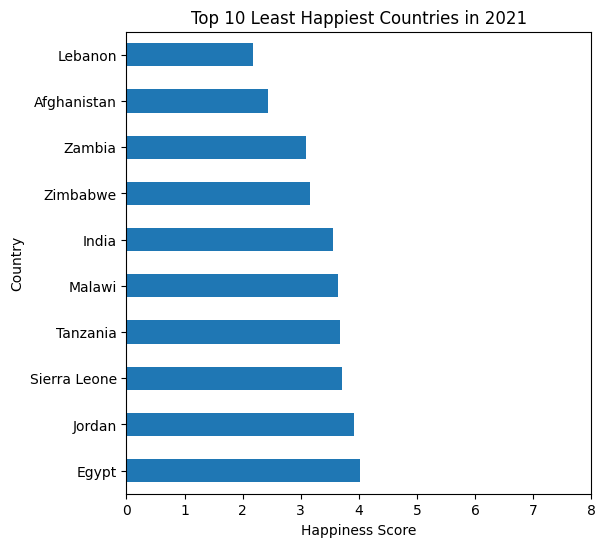 Top 10 Least Happiest Countries in 2021
Lebanon
Afghanistan
Zambia
Zimbabwe
India
Malawi
Tanzania
Sierra Leone
Jordan
Egypt
Country
0 1 2 3 4 5 6 7 8
Happiness Score